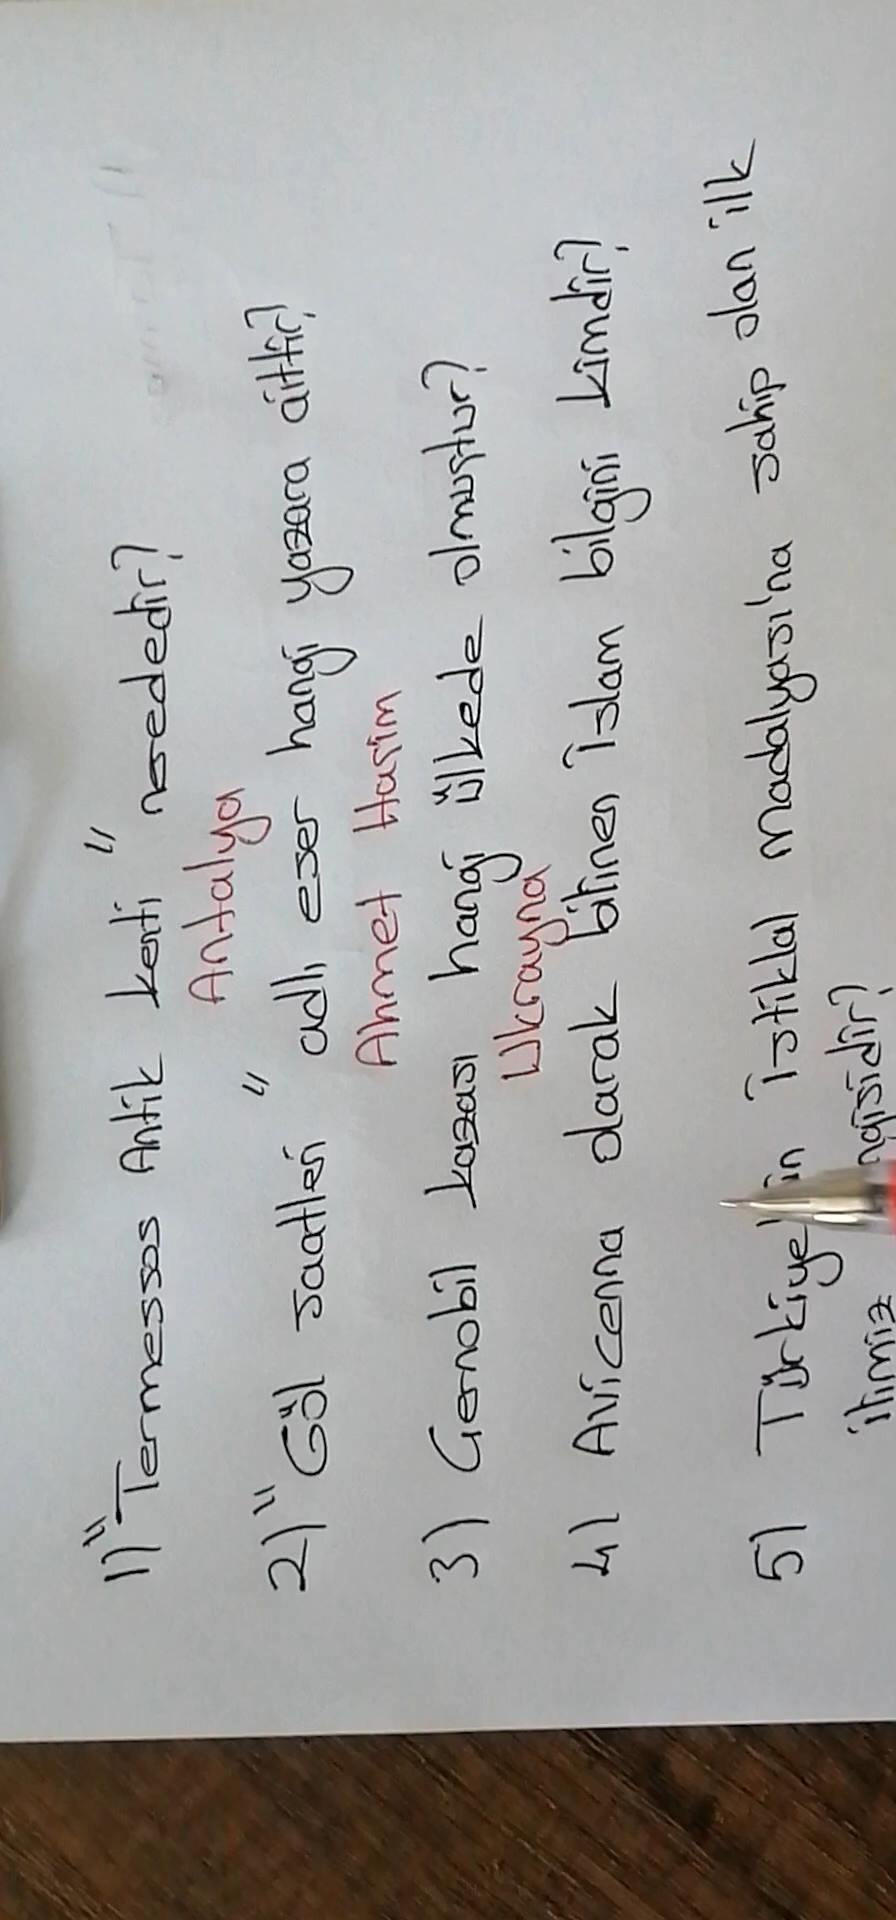 1) "Termessos Antik kenti" nerededir?
Antalya
2) "Göl saatleri" adlı eser hangi yazara aittir?
Ahmet Haşim
3) Çernobil kazası hangi ülkede olmuştur?
Ukrayna
4) Avicenna olarak bilinen İslam bilgini kimdir?
5) Türkiye'nin İstiklal madalyası'na sahip olan ilk
ilimiz